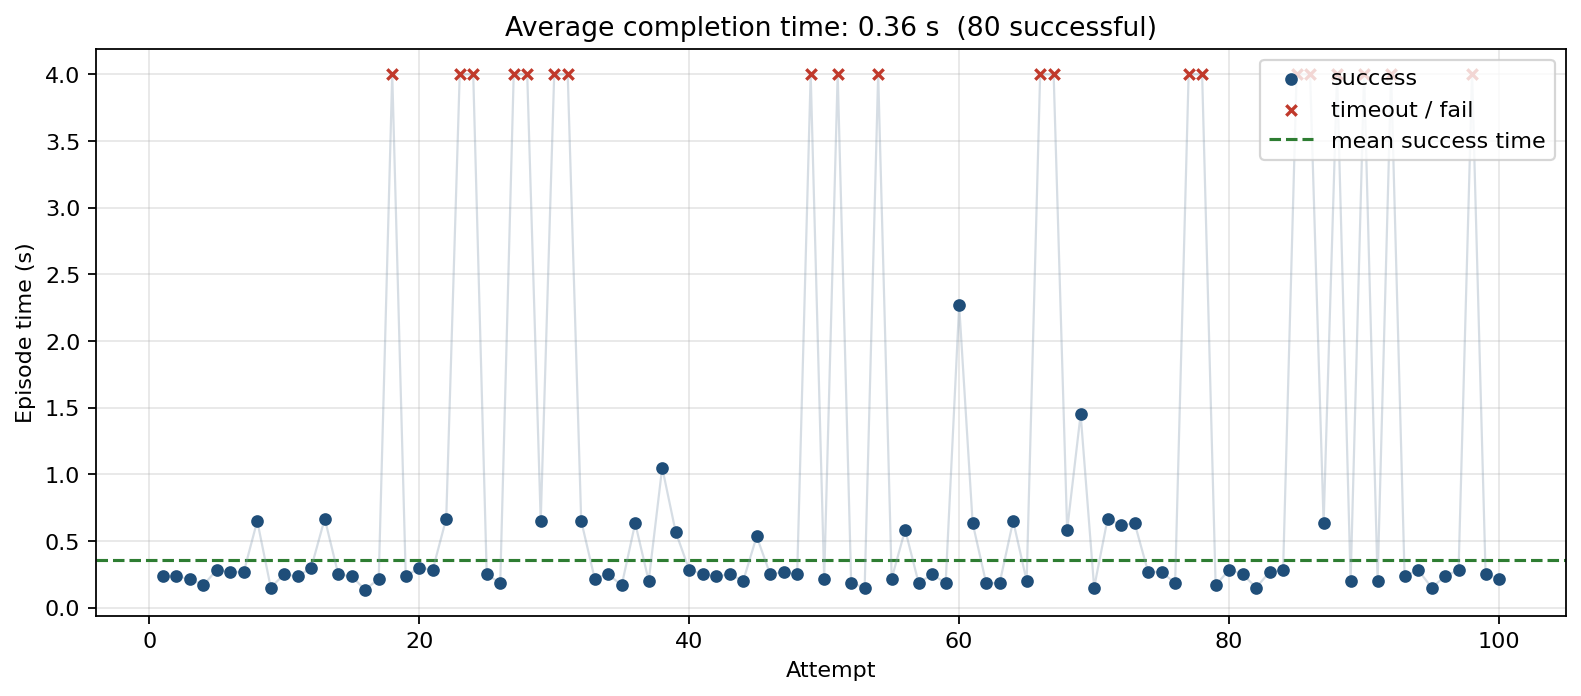 Average completion time: 0.36 s  (80 successful)
Episode time (s)
4.0
3.5
3.0
2.5
2.0
1.5
1.0
0.5
0.0
success
timeout / fail
mean success time
0
20
40
60
80
100
Attempt